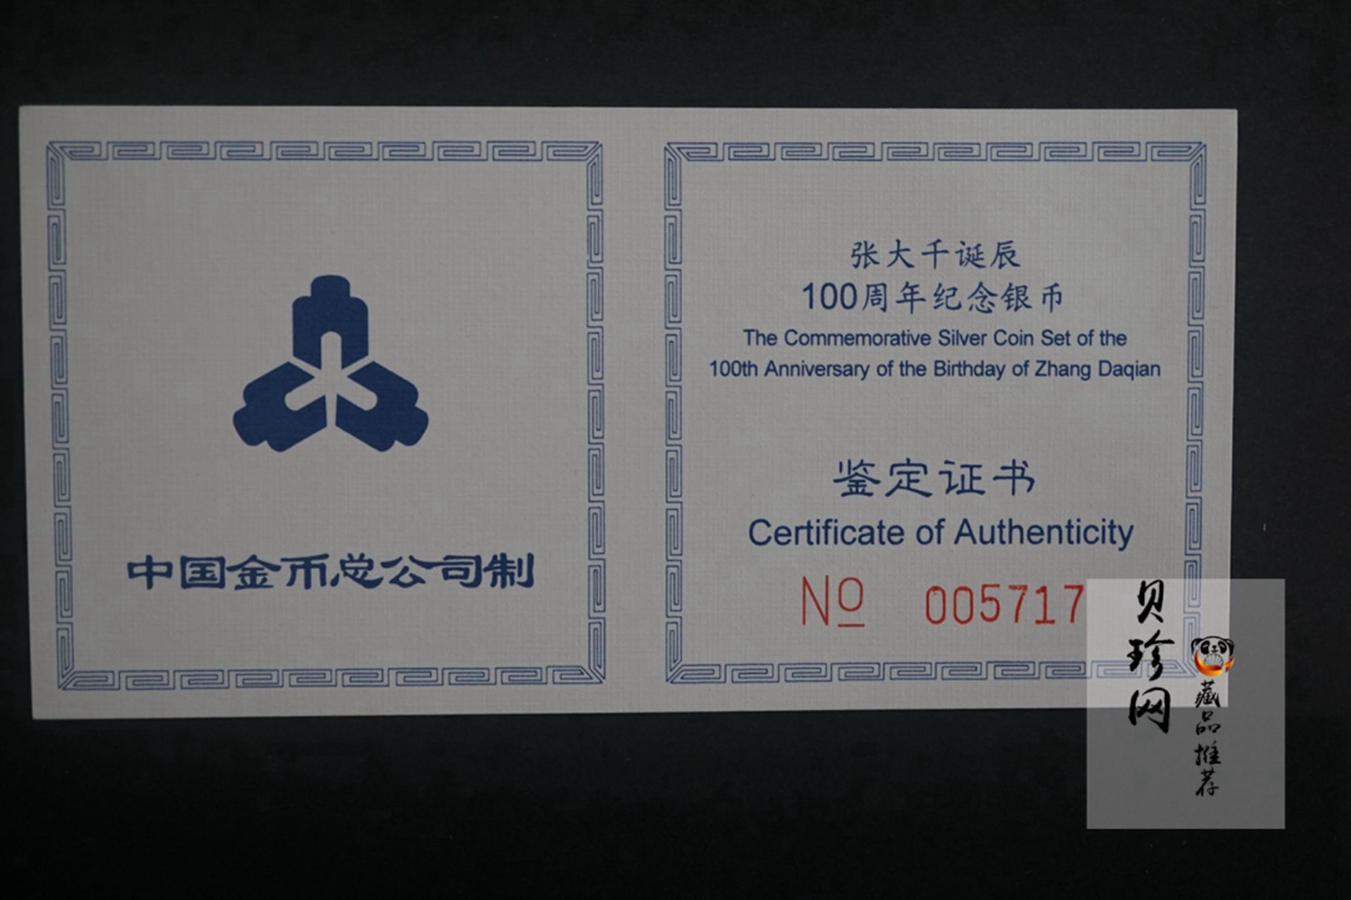 中国金币总公司制
张大千诞辰
100周年纪念银币
The Commemorative Silver Coin Set of the
100th Anniversary of the Birthday of Zhang Daqian
鉴定证书
Certificate of Authenticity
No 005717
贝珍网
藏品推荐